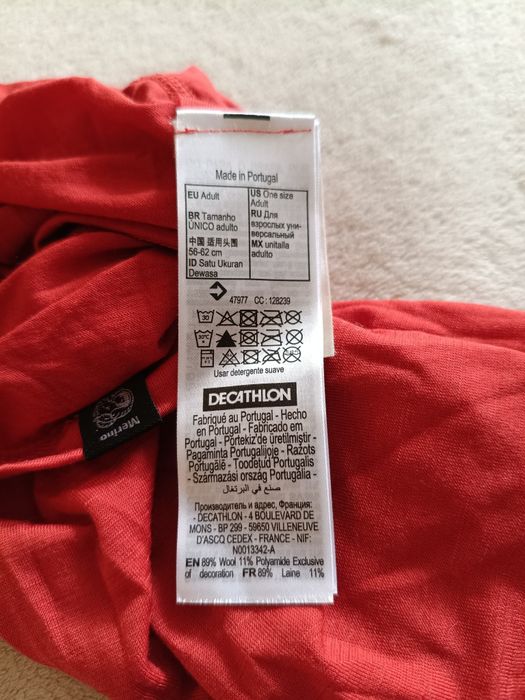 Made in Portugal
EU Adult
BR Tamanho
ÚNICO adulto
中国 适用头围
56-62 cm
ID Satu Ukuran
Dewasa
US One size
Adult
RU Для
взрослых уни-
версальный
MX unitalla
adulto
47977 CC : 128239
30
30°C
Usar detergente suave
DECATHLON
Fabriqué au Portugal - Hecho
en Portugal - Fabricado em
Portugal - Portekiz'de üretilmiştir -
Pagaminta Portugalijoje - Ražots
Portugālē - Toodetud Portugalis
- Származási ország Portugália -
صنع في البرتغال
Производитель и адрес, Франция:
- DECATHLON - 4 BOULEVARD DE
MONS - BP 299 - 59650 VILLENEUVE
D'ASCQ CEDEX - FRANCE - NIF:
N0013342-A
EN 89% Wool 11% Polyamide Exclusive
of decoration FR 89% Laine 11%
Merino